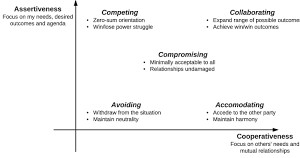 Assertiveness
Focus on my needs, desired
outcomes and agenda
Competing
• Zero-sum orientation
• Win/lose power struggle
Collaborating
• Expand range of possible outcomes
• Achieve win/win outcomes
Compromising
• Minimally acceptable to all
• Relationships undamaged
Avoiding
• Withdraw from the situation
• Maintain neutrality
Accomodating
• Accede to the other party
• Maintain harmony
Cooperativeness
Focus on others' needs and
mutual relationships